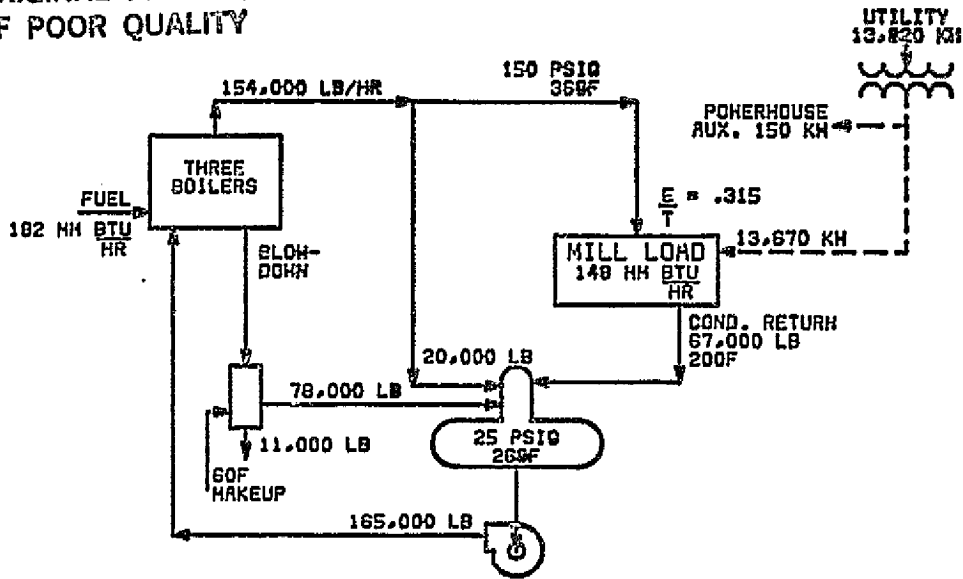 F POOR QUALITY
UTILITY
13,820 KW
154,000 LB/HR
150 PSIG
366F
POWERHOUSE
AUX. 150 KW
THREE
BOILERS
FUEL
182 MM BTU
HR
E = .315
T
13,670 KW
MILL LOAD
148 MM BTU
HR
BLOW-
DOWN
COND. RETURN
67,000 LB
200F
20,000 LB
78,000 LB
11,000 LB
25 PSIG
268F
60F
MAKEUP
165,000 LB